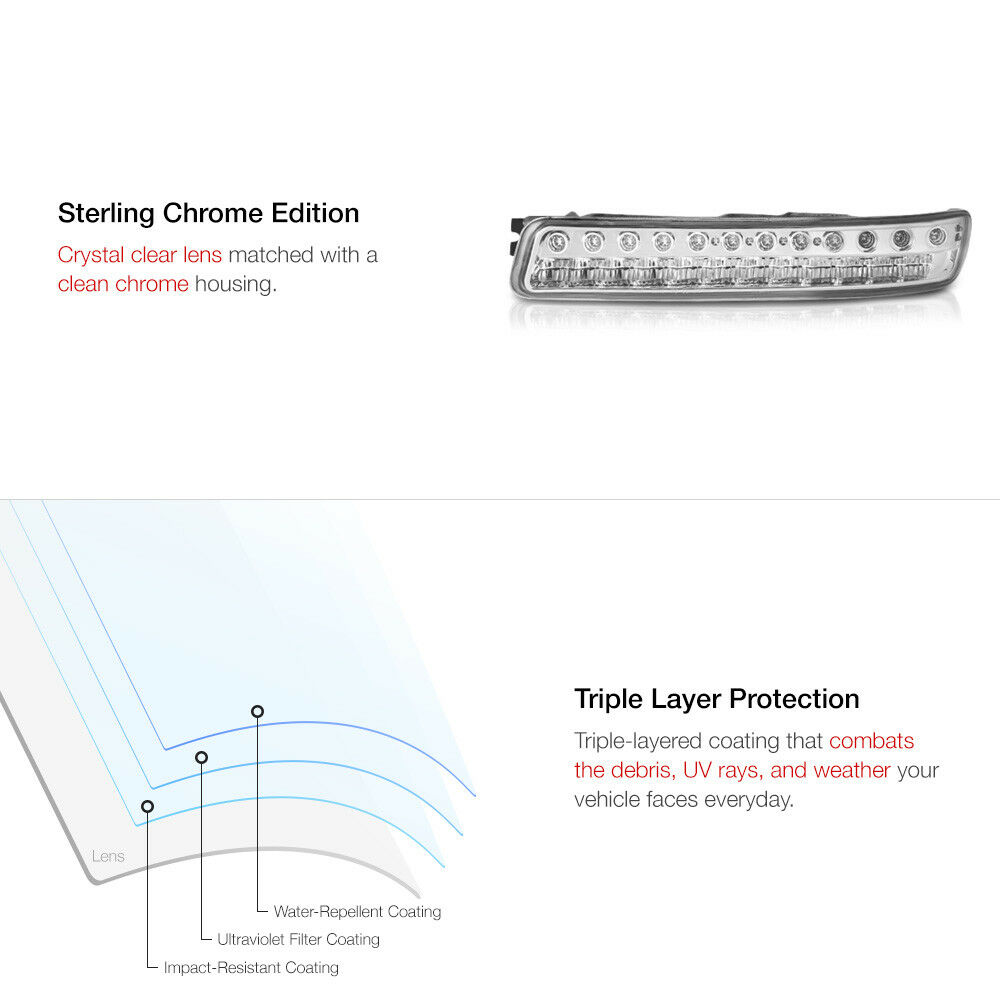 Sterling Chrome Edition
Crystal clear lens matched with a
clean chrome housing.
Triple Layer Protection
Triple-layered coating that combats
the debris, UV rays, and weather your
vehicle faces everyday.
Lens
Water-Repellent Coating
Ultraviolet Filter Coating
Impact-Resistant Coating